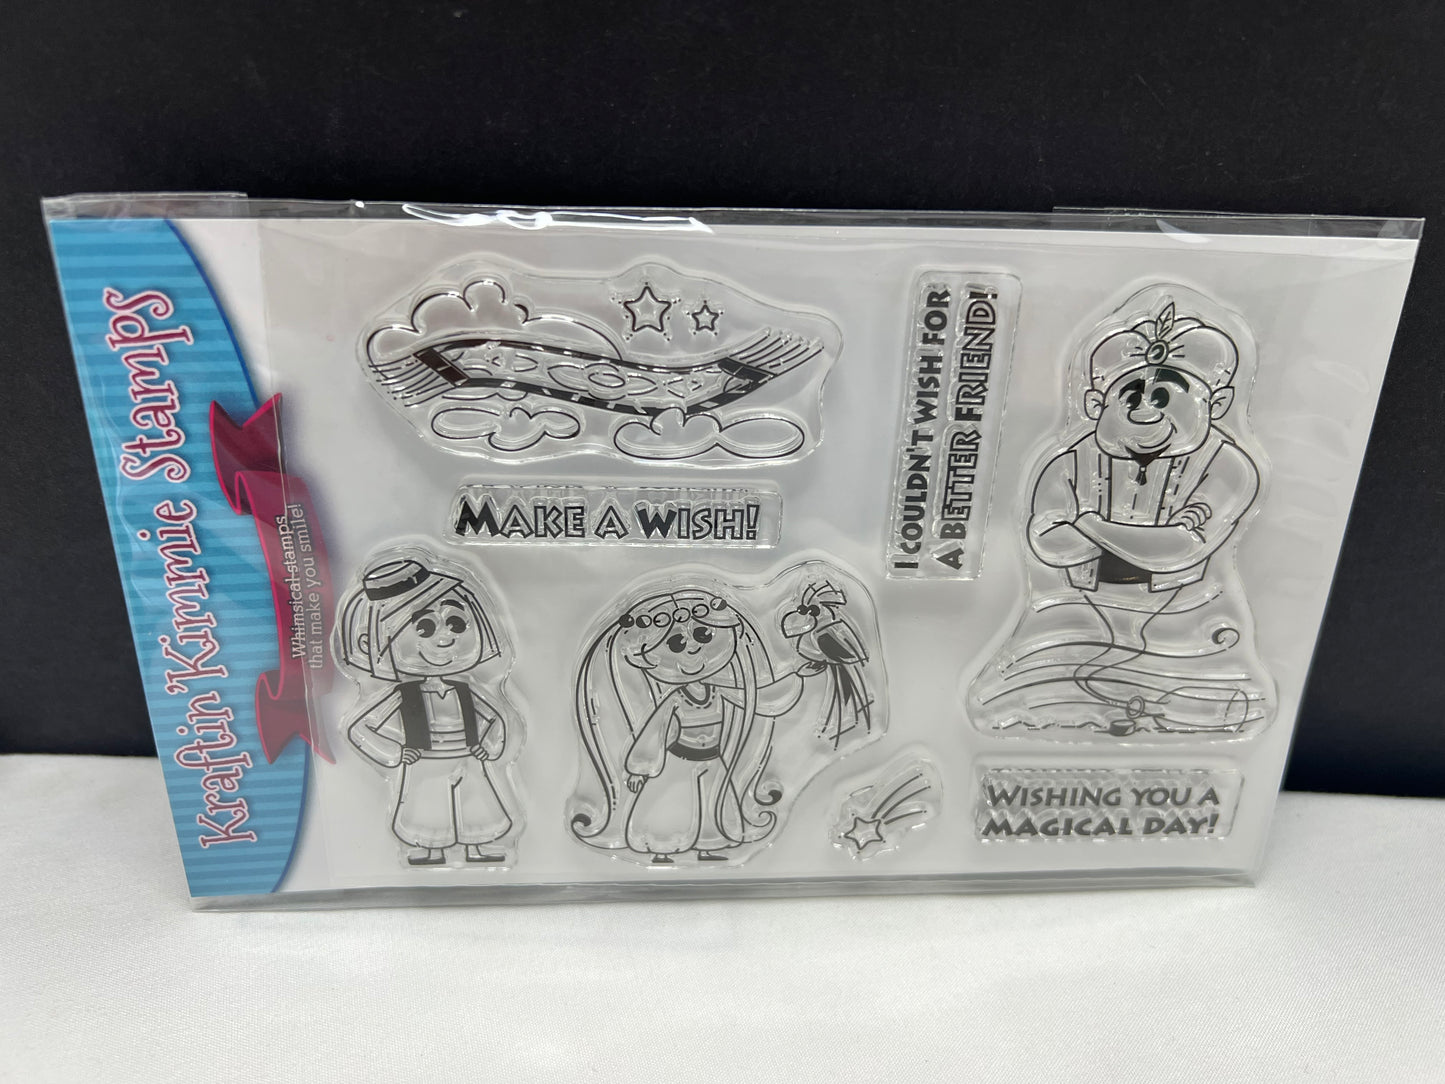 Kraftin' Kimmie Stamps
Whimsical stamps
that make you smile!
MAKE A WISH!
I COULDN'T WISH FOR
A BETTER FRIEND!
WISHING YOU A
MAGICAL DAY!